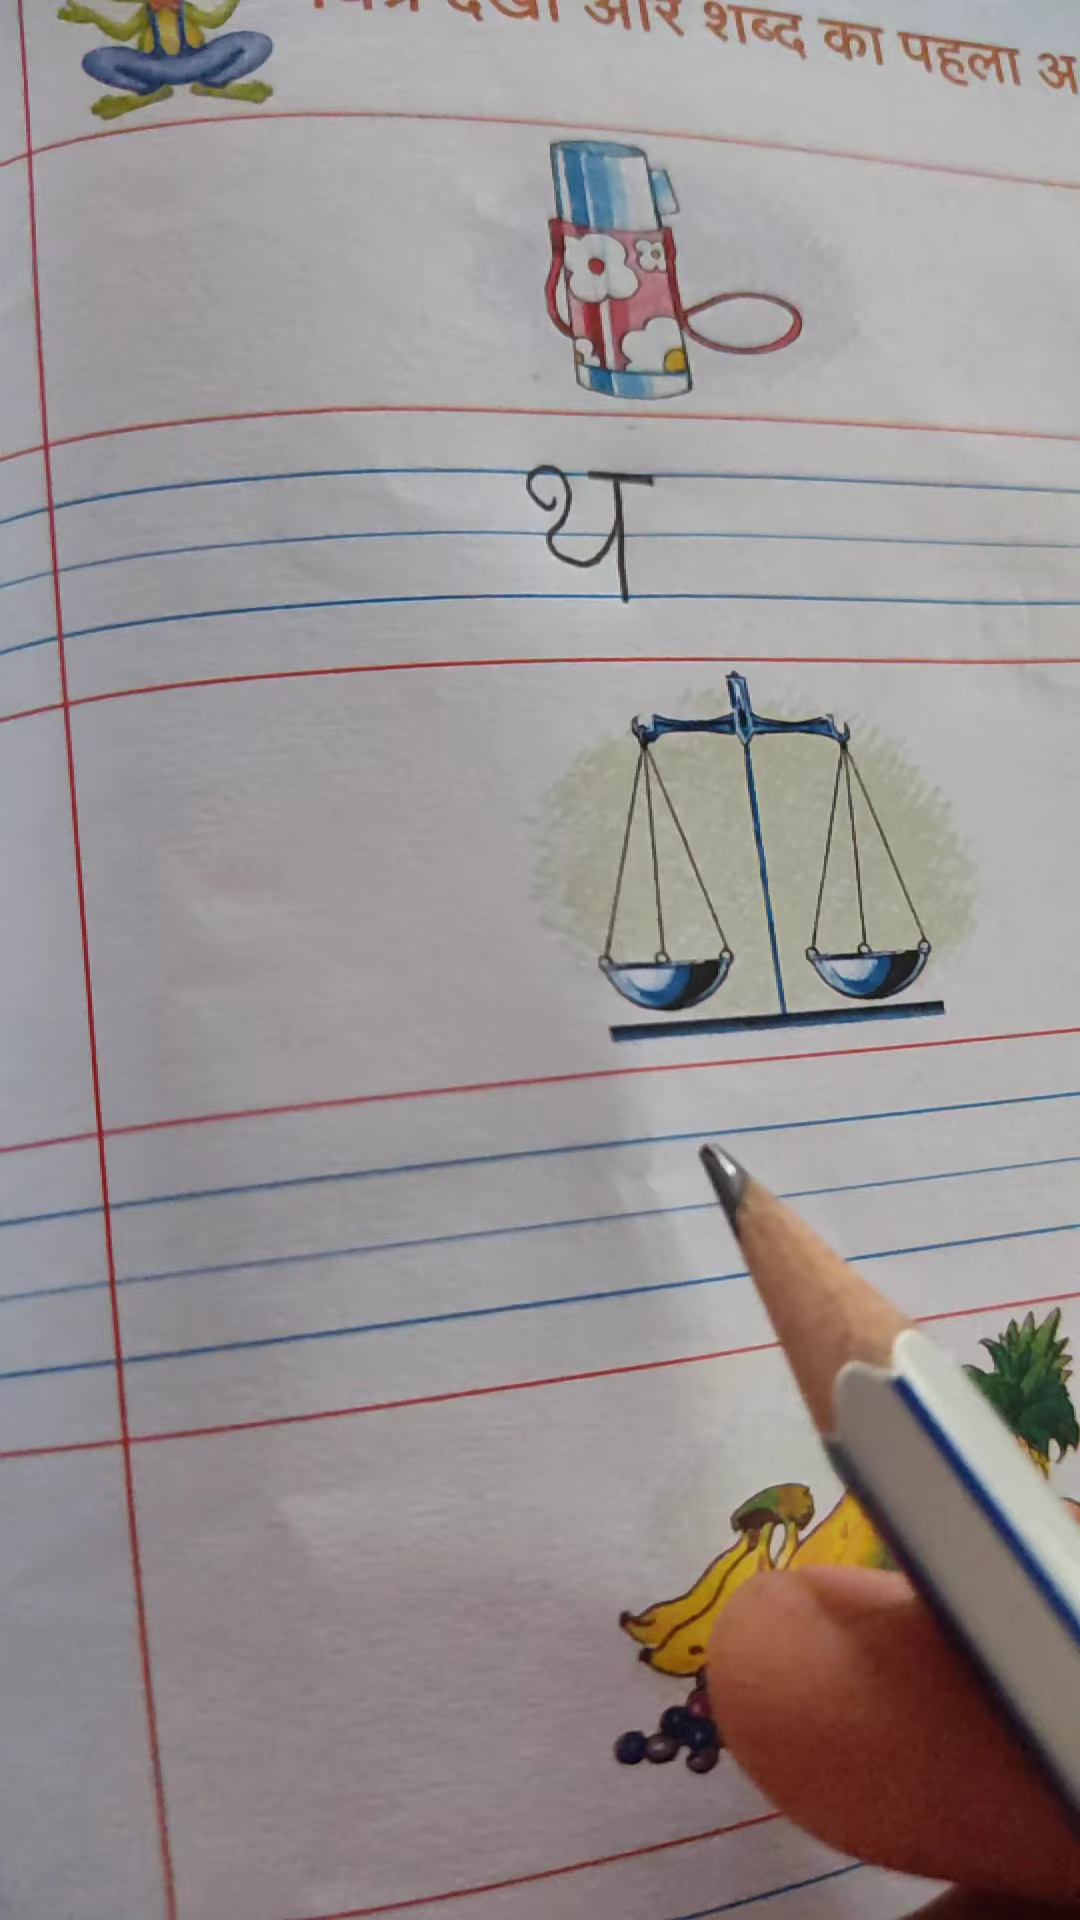 चित्र देखो और शब्द का पहला अ
थ